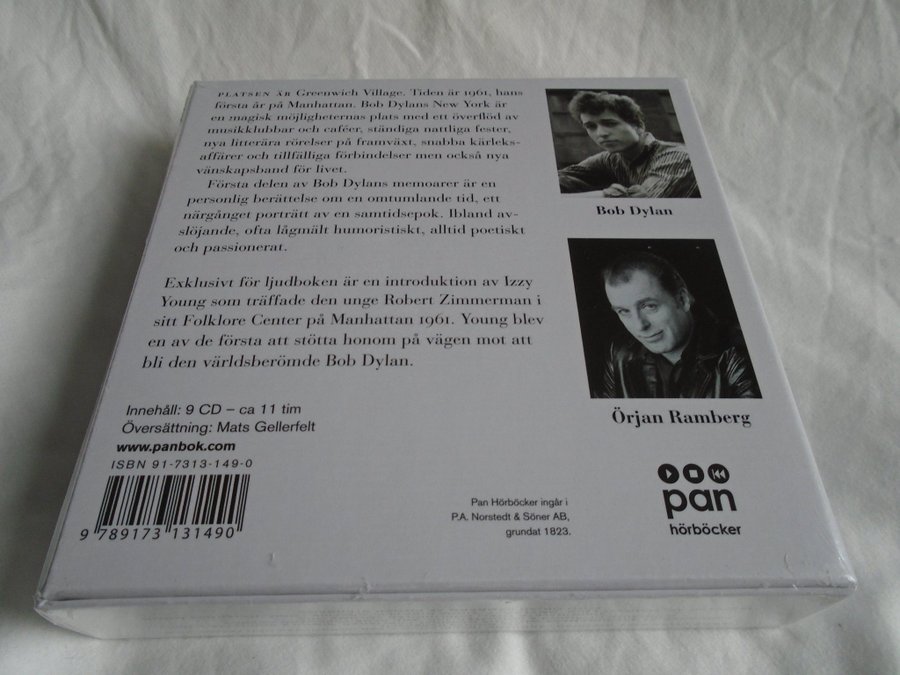 PLATSEN ÄR Greenwich Village. Tiden är 1961, hans
första år på Manhattan. Bob Dylans New York är
en magisk möjligheternas plats med ett överflöd av
musikklubbar och caféer, ständiga nattliga fester,
nya litterära rörelser på framväxt, snabba kärleks-
affärer och tillfälliga förbindelser men också nya
vänskapsband för livet.
Första delen av Bob Dylans memoarer är en
personlig berättelse om en omtumlande tid, ett
närgånget porträtt av en samtidsepok. Ibland av-
slöjande, ofta lågmält humoristiskt, alltid poetiskt
och passionerat.
Exklusivt för ljudboken är en introduktion av Izzy
Young som träffade den unge Robert Zimmerman i
sitt Folklore Center på Manhattan 1961. Young blev
en av de första att stötta honom på vägen mot att
bli den världsberömde Bob Dylan.
Innehåll: 9 CD – ca 11 tim
Översättning: Mats Gellerfelt
www.panbok.com
ISBN 91-7313-149-0
9 789173 131490
Bob Dylan
Örjan Ramberg
Pan Hörböcker ingår i
P.A. Norstedt & Söner AB,
grundat 1823.
pan
hörböcker